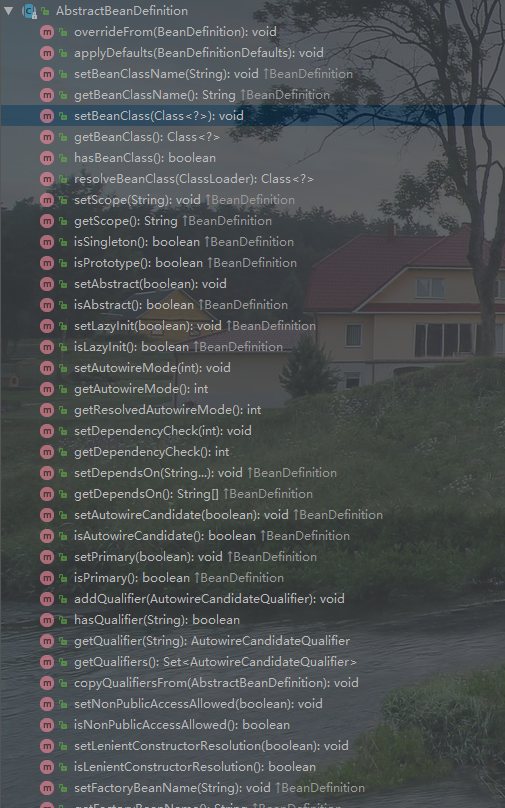 AbstractBeanDefinition
overrideFrom(BeanDefinition): void
applyDefaults(BeanDefinitionDefaults): void
setBeanClassName(String): void ↑BeanDefinition
getBeanClassName(): String ↑BeanDefinition
setBeanClass(Class<?>): void
getBeanClass(): Class<?>
hasBeanClass(): boolean
resolveBeanClass(ClassLoader): Class<?>
setScope(String): void ↑BeanDefinition
getScope(): String ↑BeanDefinition
isSingleton(): boolean ↑BeanDefinition
isPrototype(): boolean ↑BeanDefinition
setAbstract(boolean): void
isAbstract(): boolean ↑BeanDefinition
setLazyInit(boolean): void ↑BeanDefinition
isLazyInit(): boolean ↑BeanDefinition
setAutowireMode(int): void
getAutowireMode(): int
getResolvedAutowireMode(): int
setDependencyCheck(int): void
getDependencyCheck(): int
setDependsOn(String...): void ↑BeanDefinition
getDependsOn(): String[] ↑BeanDefinition
setAutowireCandidate(boolean): void ↑BeanDefinition
isAutowireCandidate(): boolean ↑BeanDefinition
setPrimary(boolean): void ↑BeanDefinition
isPrimary(): boolean ↑BeanDefinition
addQualifier(AutowireCandidateQualifier): void
hasQualifier(String): boolean
getQualifier(String): AutowireCandidateQualifier
getQualifiers(): Set<AutowireCandidateQualifier>
copyQualifiersFrom(AbstractBeanDefinition): void
setNonPublicAccessAllowed(boolean): void
isNonPublicAccessAllowed(): boolean
setLenientConstructorResolution(boolean): void
isLenientConstructorResolution(): boolean
setFactoryBeanName(String): void ↑BeanDefinition
getFactoryBeanName(): String ↑BeanDefinition